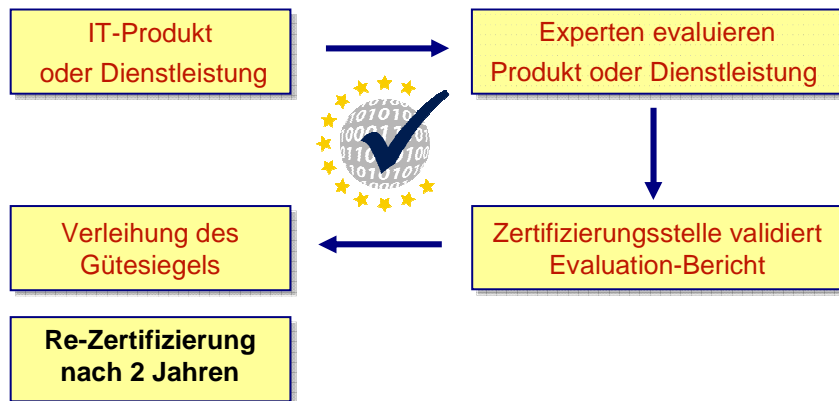 IT-Produkt
oder Dienstleistung
Experten evaluieren
Produkt oder Dienstleistung
Zertifizierungsstelle validiert
Evaluation-Bericht
Verleihung des
Gütesiegels
Re-Zertifizierung
nach 2 Jahren